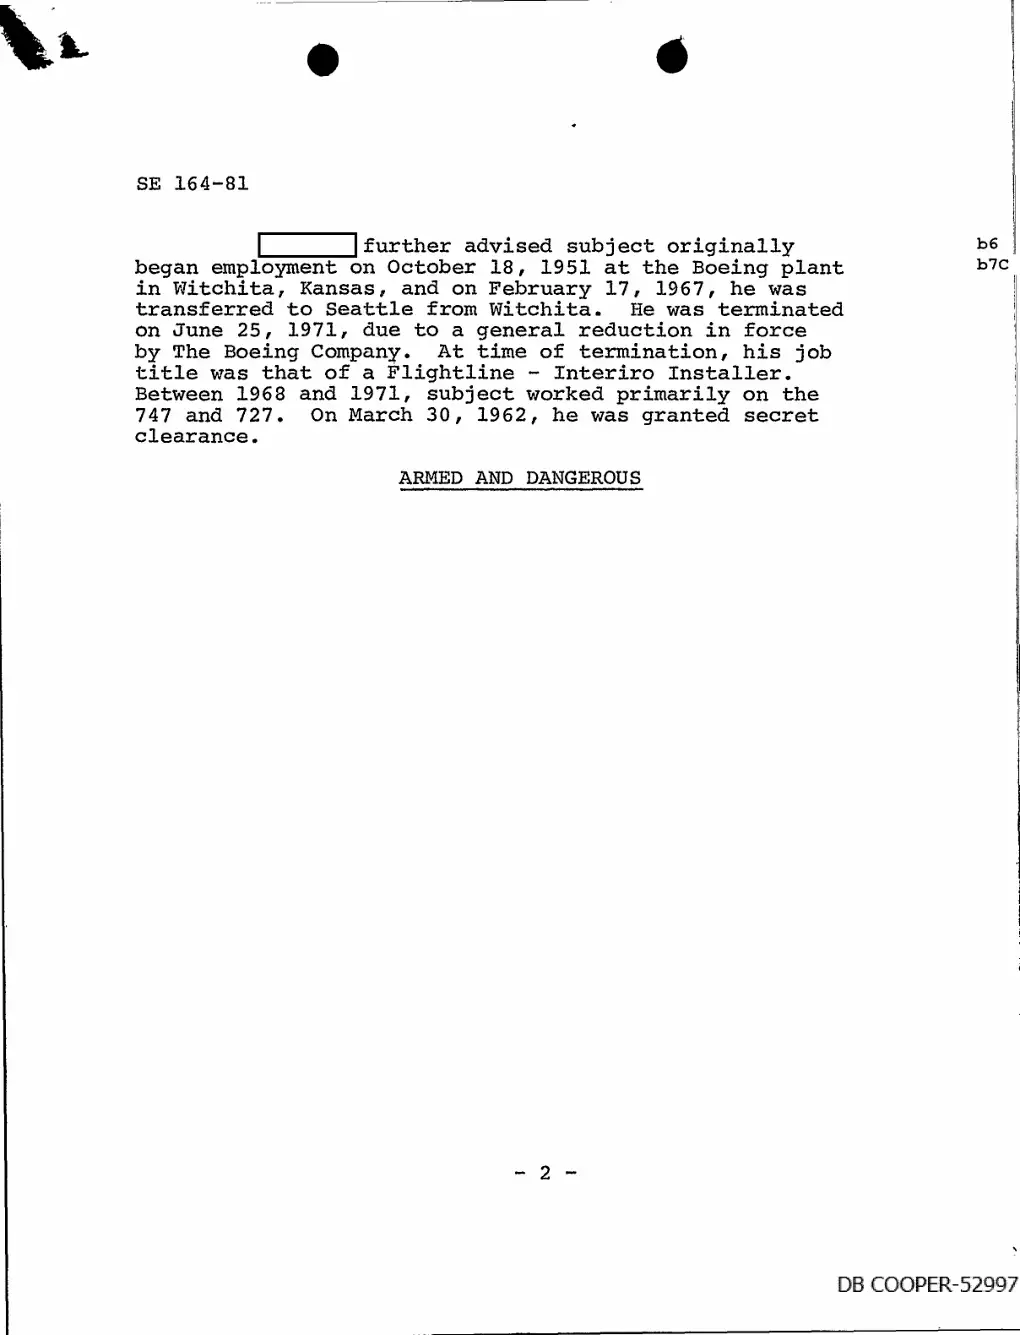 SE 164-81
further advised subject originally b6
began employment on October 18, 1951 at the Boeing plant b7C
in Witchita, Kansas, and on February 17, 1967, he was
transferred to Seattle from Witchita. He was terminated
on June 25, 1971, due to a general reduction in force
by The Boeing Company. At time of termination, his job
title was that of a Flightline - Interiro Installer.
Between 1968 and 1971, subject worked primarily on the
747 and 727. On March 30, 1962, he was granted secret
clearance.
ARMED AND DANGEROUS
- 2 -
DB COOPER-52997